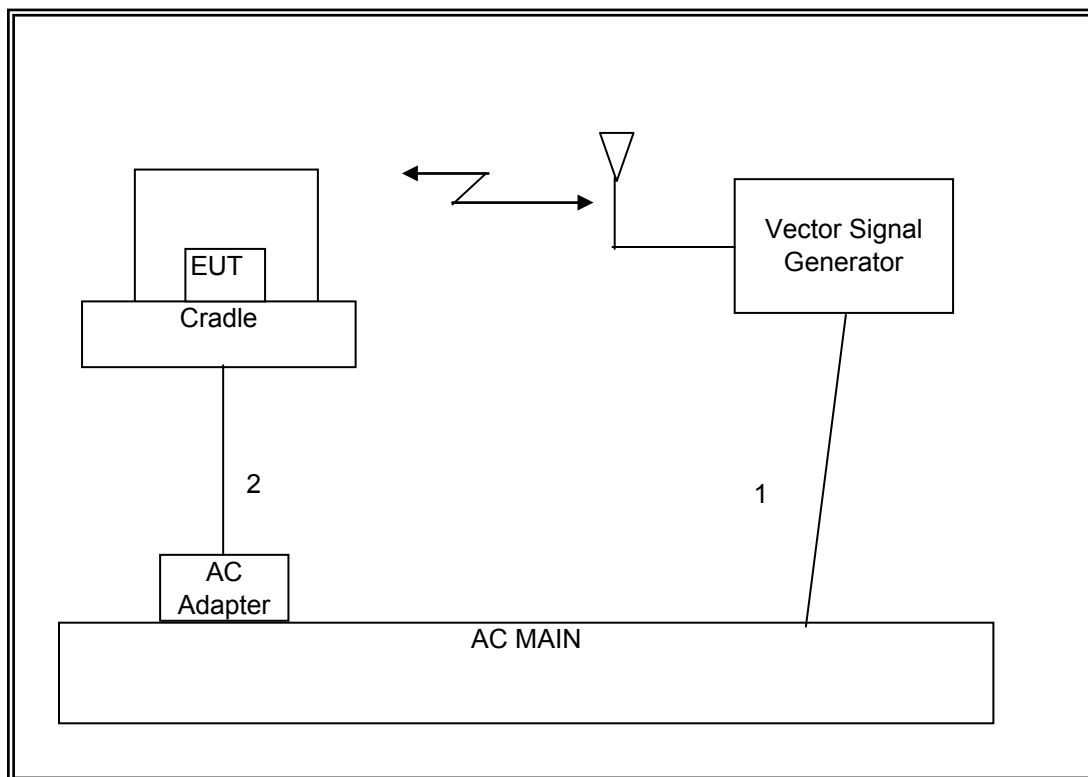 Vector Signal
Generator
EUT
Cradle
2
1
AC
Adapter
AC MAIN